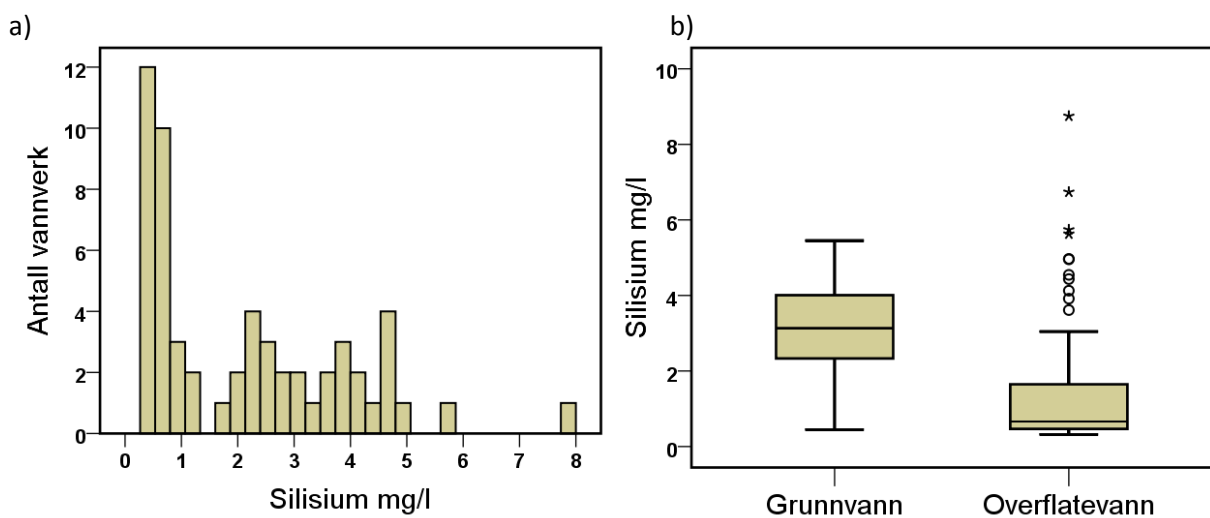 a)
Antall vannverk
12
10
8
6
4
2
0
0 1 2 3 4 5 6 7 8
Silisium mg/l
b)
Silisium mg/l
10
8
6
4
2
0
Grunnvann Overflatevann